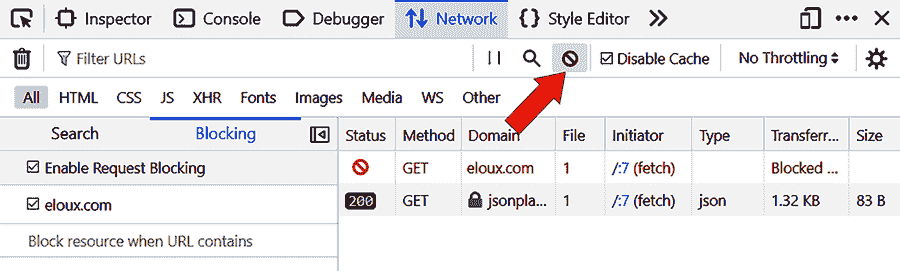 Inspector Console Debugger Network Style Editor
Filter URLs Disable Cache No Throttling
All HTML CSS JS XHR Fonts Images Media WS Other
Search Blocking Status Method Domain File Initiator Type Transferr... Size
Enable Request Blocking GET eloux.com 1 /:7 (fetch) Blocked ...
eloux.com 200 GET jsonpla... 1 /:7 (fetch) json 1.32 KB 83 B
Block resource when URL contains